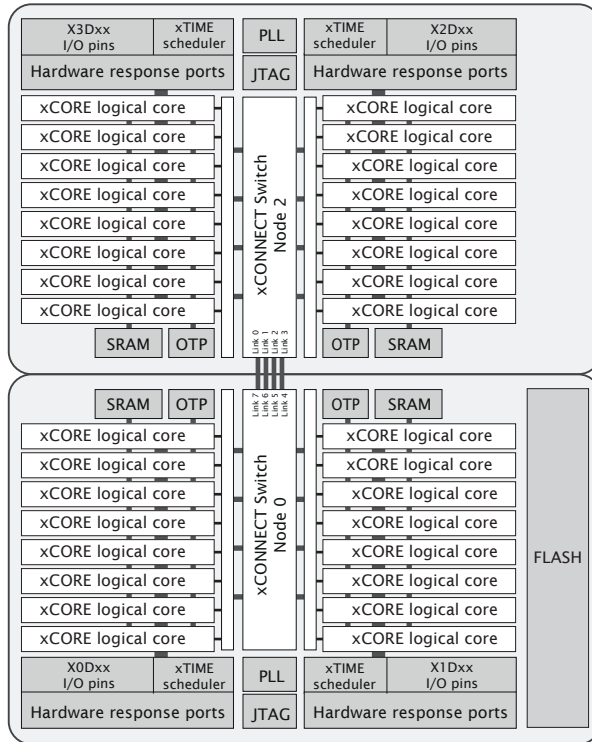 X3Dxx
I/O pins
xTIME
scheduler
PLL
xTIME
scheduler
X2Dxx
I/O pins
Hardware response ports
JTAG
Hardware response ports
xCORE logical core
xCORE logical core
xCORE logical core
xCORE logical core
xCORE logical core
xCORE logical core
xCORE logical core
xCORE logical core
xCONNECT Switch
Node 2
xCORE logical core
xCORE logical core
xCORE logical core
xCORE logical core
xCORE logical core
xCORE logical core
xCORE logical core
xCORE logical core
SRAM
OTP
Link 0
Link 1
Link 2
Link 3
OTP
SRAM
SRAM
OTP
Link 7
Link 6
Link 5
Link 4
OTP
SRAM
xCORE logical core
xCORE logical core
xCORE logical core
xCORE logical core
xCORE logical core
xCORE logical core
xCORE logical core
xCORE logical core
xCONNECT Switch
Node 0
xCORE logical core
xCORE logical core
xCORE logical core
xCORE logical core
xCORE logical core
xCORE logical core
xCORE logical core
xCORE logical core
FLASH
X0Dxx
I/O pins
xTIME
scheduler
PLL
xTIME
scheduler
X1Dxx
I/O pins
Hardware response ports
JTAG
Hardware response ports